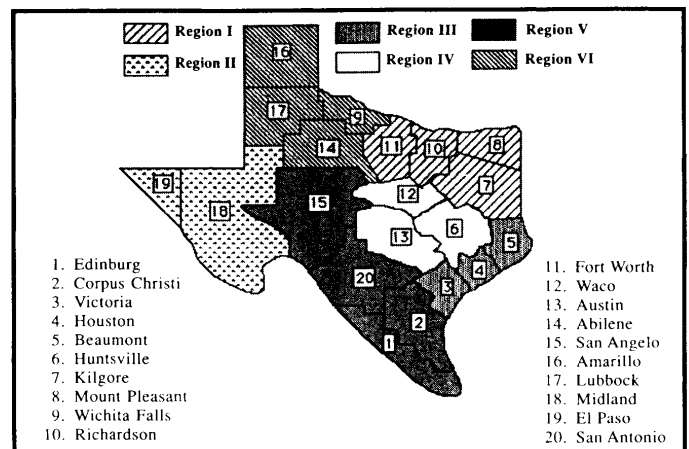 Region I Region III Region V
Region II Region IV Region VI
16
17
9
14
11
10
8
7
19
18
15
12
13
6
5
4
3
20
2
1
1. Edinburg
2. Corpus Christi
3. Victoria
4. Houston
5. Beaumont
6. Huntsville
7. Kilgore
8. Mount Pleasant
9. Wichita Falls
10. Richardson
11. Fort Worth
12. Waco
13. Austin
14. Abilene
15. San Angelo
16. Amarillo
17. Lubbock
18. Midland
19. El Paso
20. San Antonio